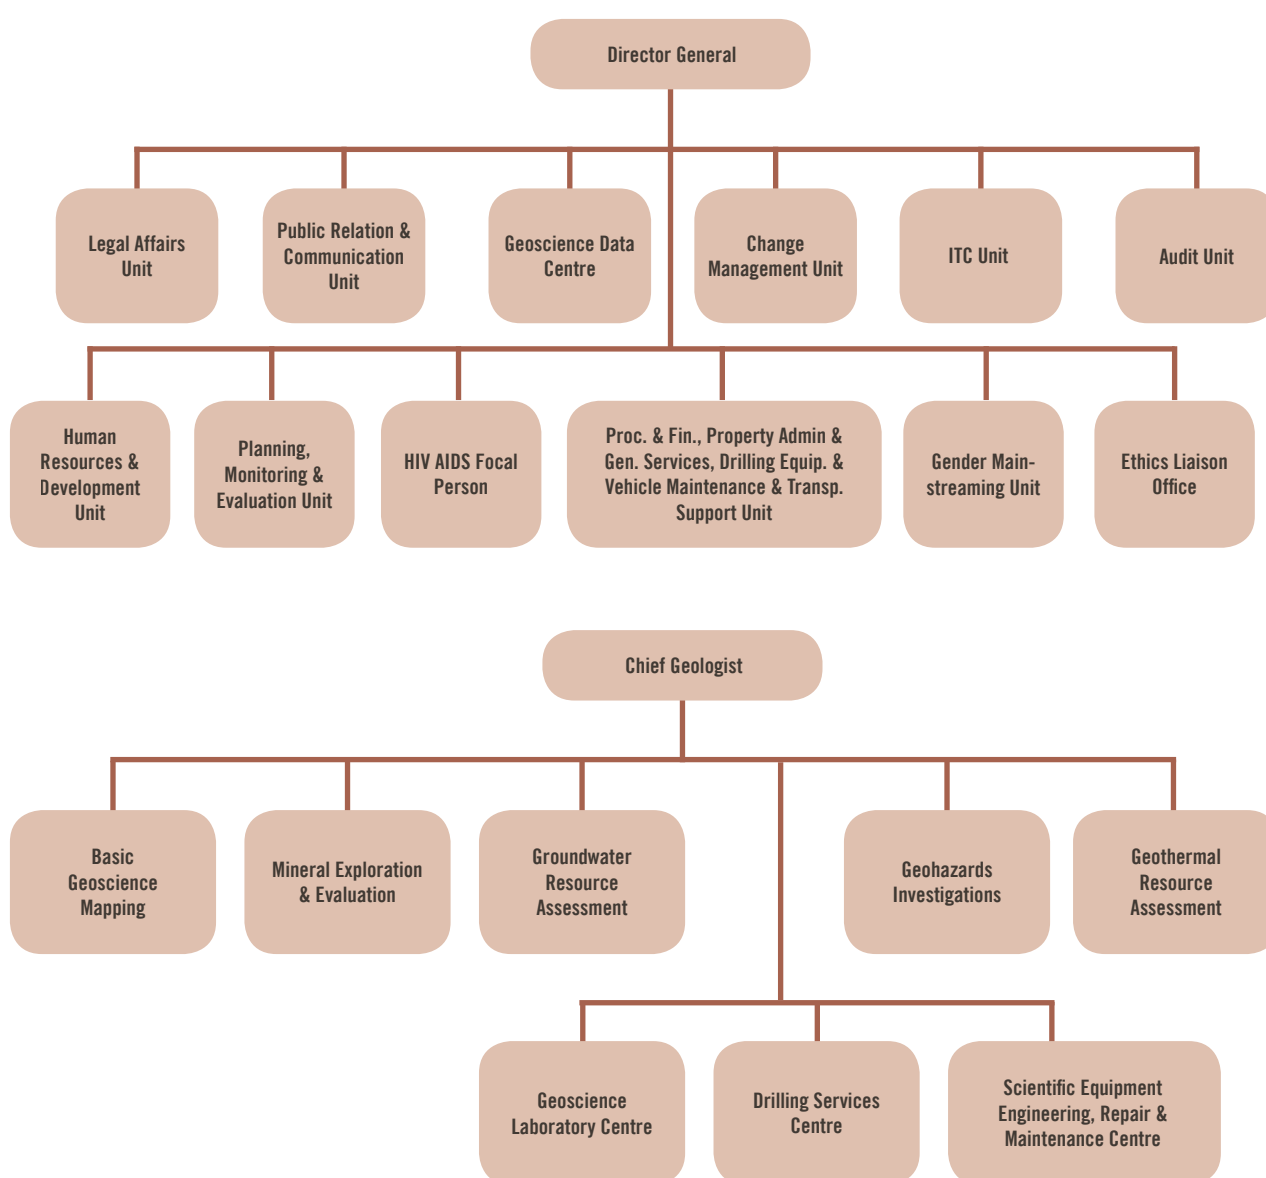 Director General
Legal Affairs
Unit
Public Relation &
Communication
Unit
Geoscience Data
Centre
Change
Management Unit
ITC Unit
Audit Unit
Human
Resources &
Development
Unit
Planning,
Monitoring &
Evaluation Unit
HIV AIDS Focal
Person
Proc. & Fin., Property Admin &
Gen. Services, Drilling Equip. &
Vehicle Maintenance & Transp.
Support Unit
Gender Main-
streaming Unit
Ethics Liaison
Office
Chief Geologist
Basic
Geoscience
Mapping
Mineral Exploration
& Evaluation
Groundwater
Resource
Assessment
Geohazards
Investigations
Geothermal
Resource
Assessment
Geoscience
Laboratory Centre
Drilling Services
Centre
Scientific Equipment
Engineering, Repair &
Maintenance Centre